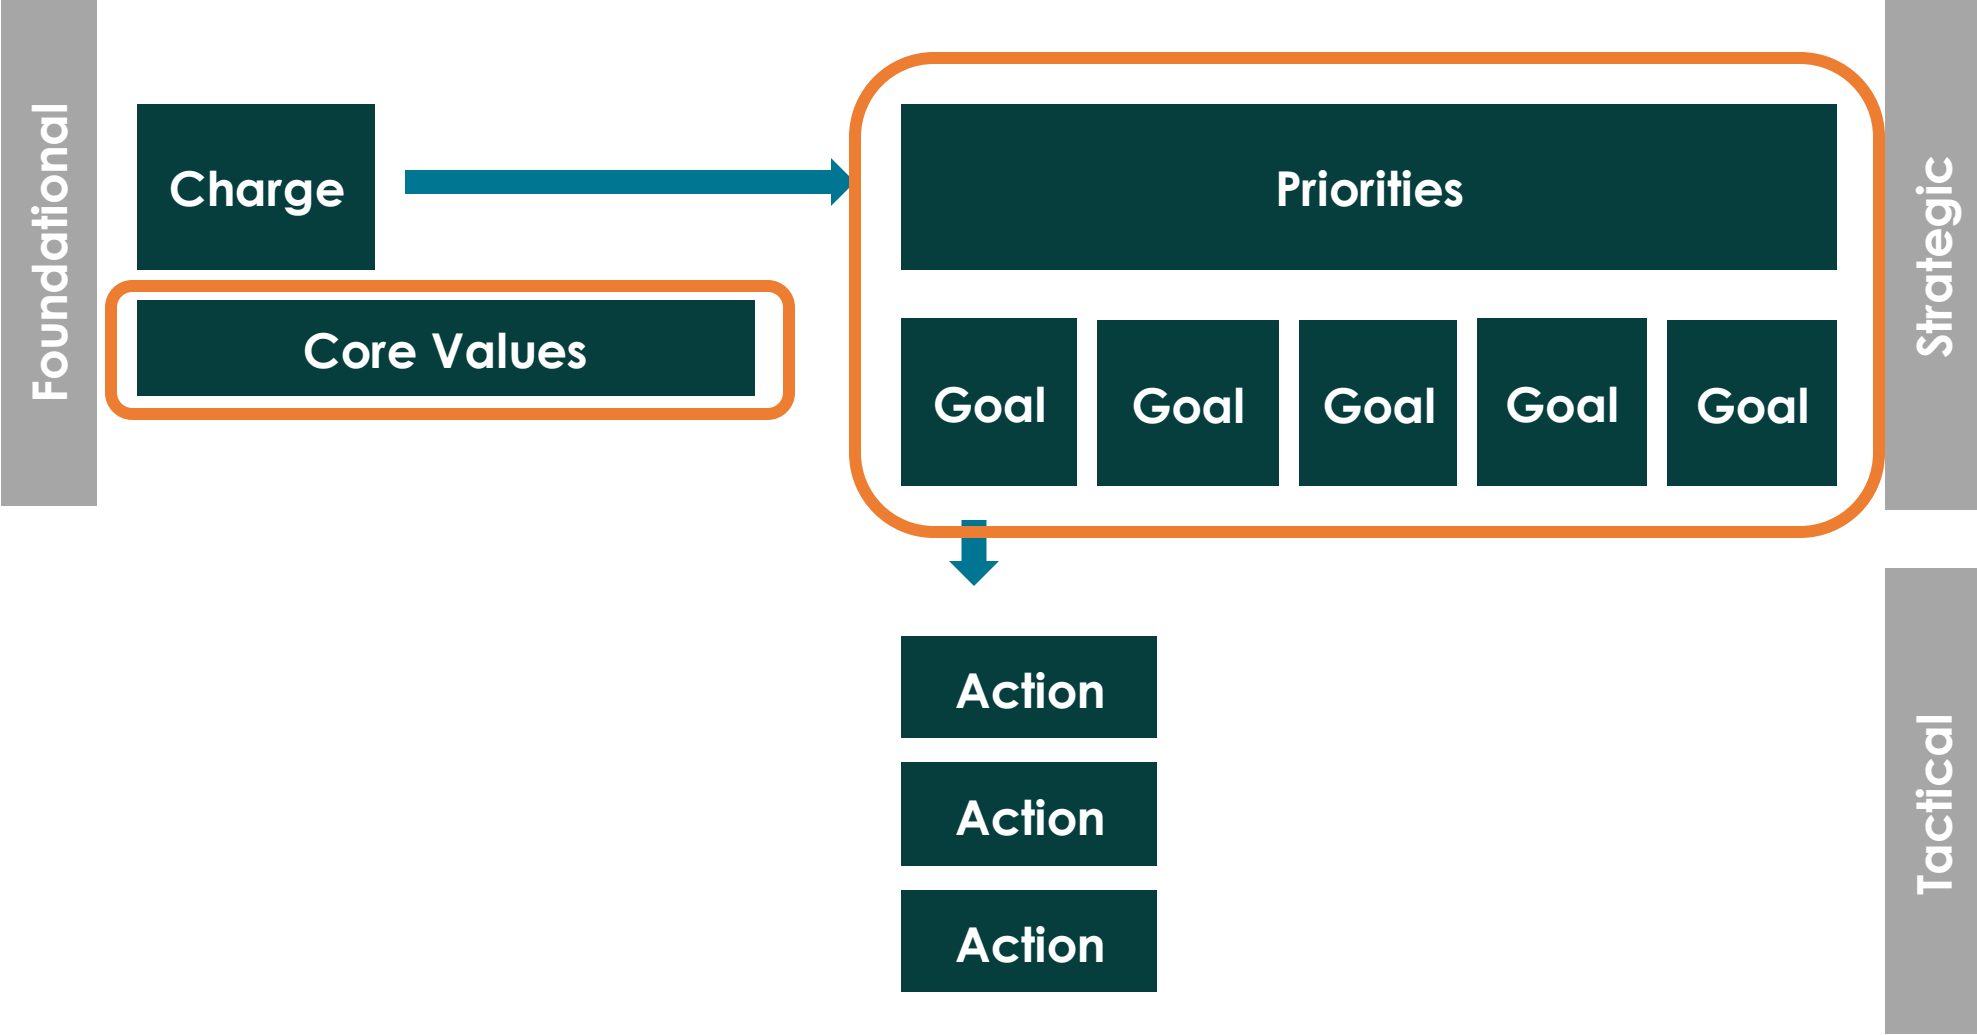 Foundational
Charge
Core Values
Priorities
Goal
Goal
Goal
Goal
Goal
Strategic
Action
Action
Action
Tactical